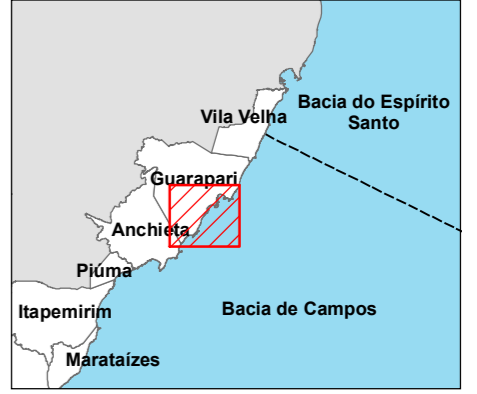 Bacia do Espírito
Santo
Vila Velha
Guarapari
Anchieta
Piúma
Itapemirim
Bacia de Campos
Marataízes